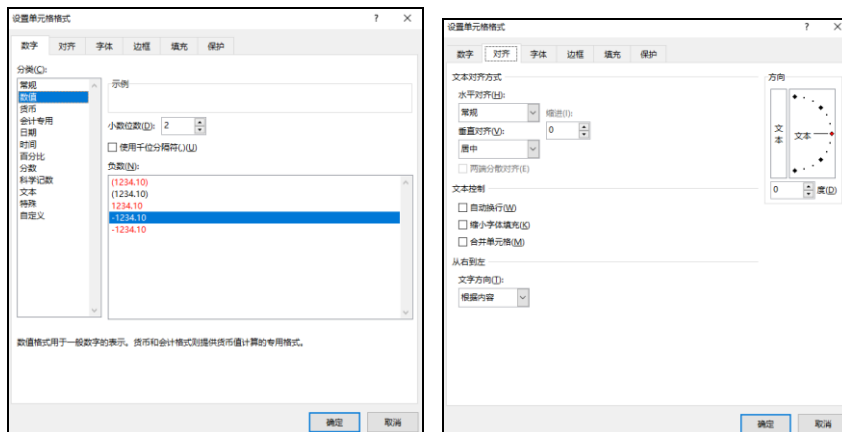 设置单元格格式
?
×
数字
对齐
字体
边框
填充
保护
分类(C):
常规
数值
货币
会计专用
日期
时间
百分比
分数
科学记数
文本
特殊
自定义
示例
小数位数(D):
2
使用千位分隔符(,)(U)
负数(N):
(1234.10)
(1234.10)
1234.10
-1234.10
-1234.10
数值格式用于一般数字的表示。货币和会计格式则提供货币值计算的专用格式。
确定
取消
设置单元格格式
?
×
数字
对齐
字体
边框
填充
保护
文本对齐方式
水平对齐(H):
常规
缩进(I):
垂直对齐(V):
0
居中
两端分散对齐(E)
文本控制
自动换行(W)
缩小字体填充(K)
合并单元格(M)
从右到左
文字方向(T):
根据内容
方向
文本
文本
0
度(D)
确定
取消